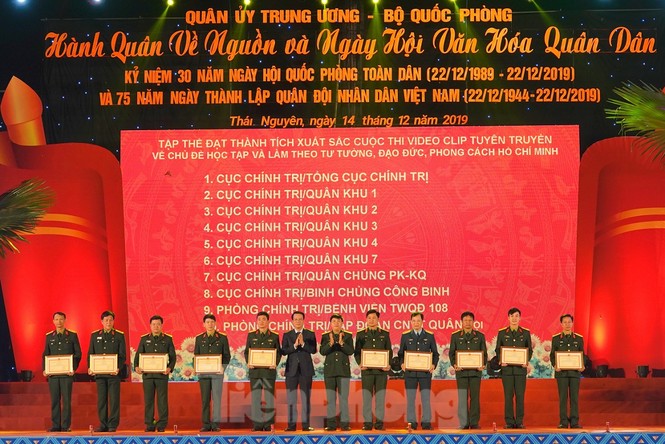 QUÂN ỦY TRUNG ƯƠNG - BỘ QUỐC PHÒNG
Hành Quân Về Nguồn và Ngày Hội Văn Hóa Quân Dân
KỶ NIỆM 30 NĂM NGÀY HỘI QUỐC PHÒNG TOÀN DÂN (22/12/1989 - 22/12/2019)
VÀ 75 NĂM NGÀY THÀNH LẬP QUÂN ĐỘI NHÂN DÂN VIỆT NAM (22/12/1944-22/12/2019)
Thái Nguyên, ngày 14 tháng 12 năm 2019
TẬP THỂ ĐẠT THÀNH TÍCH XUẤT SẮC CUỘC THI VIDEO CLIP TUYÊN TRUYỀN
VỀ CHỦ ĐỀ HỌC TẬP VÀ LÀM THEO TƯ TƯỞNG, ĐẠO ĐỨC, PHONG CÁCH HỒ CHÍ MINH
1. CỤC CHÍNH TRỊ/TỔNG CỤC CHÍNH TRỊ
2. CỤC CHÍNH TRỊ/QUÂN KHU 1
3. CỤC CHÍNH TRỊ/QUÂN KHU 2
4. CỤC CHÍNH TRỊ/QUÂN KHU 3
5. CỤC CHÍNH TRỊ/QUÂN KHU 4
6. CỤC CHÍNH TRỊ/QUÂN KHU 7
7. CỤC CHÍNH TRỊ/QUÂN CHỦNG PK-KQ
8. CỤC CHÍNH TRỊ/BINH CHỦNG CÔNG BINH
9. PHÒNG CHÍNH TRỊ/BỆNH VIỆN TWQĐ 108
PHÒNG CHÍNH TRỊ/TẬP ĐOÀN QUÂN ĐỘI
tienphong